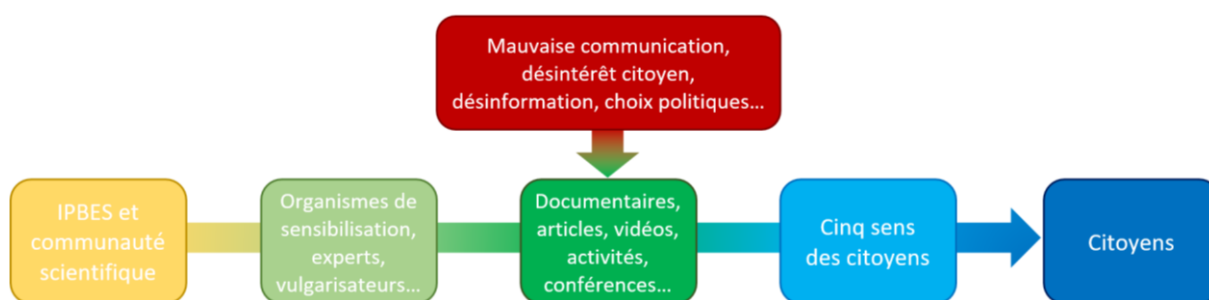 Mauvaise communication,
désintérêt citoyen,
désinformation, choix politiques…
IPBES et
communauté
scientifique
Organismes de
sensibilisation,
experts,
vulgarisateurs…
Documentaires,
articles, vidéos,
activités,
conférences…
Cinq sens
des citoyens
Citoyens